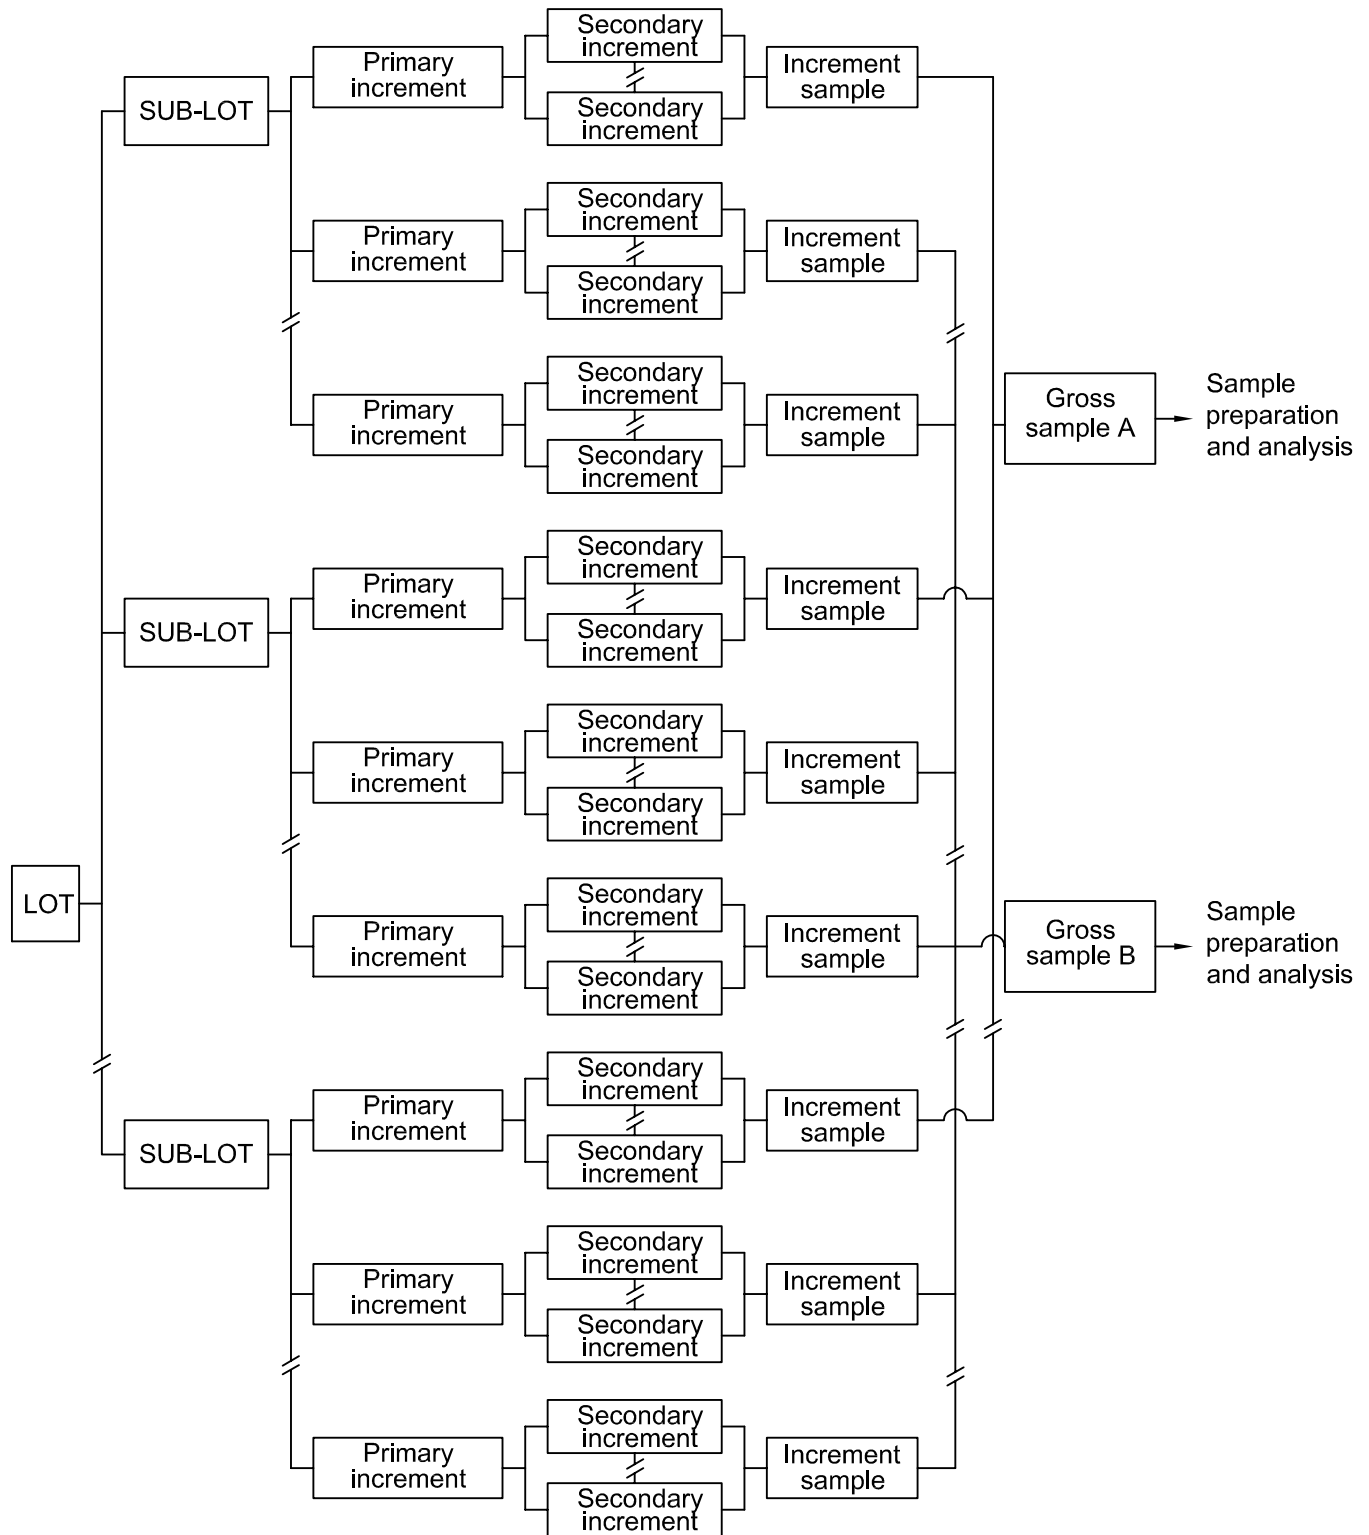 Secondary
increment
Primary
increment
Increment
sample
SUB-LOT
Secondary
increment
Secondary
increment
Primary
increment
Increment
sample
Secondary
increment
Secondary
increment
Primary
increment
Increment
sample
Secondary
increment
Gross
sample A
Sample
preparation
and analysis
Secondary
increment
Primary
increment
Increment
sample
SUB-LOT
Secondary
increment
Secondary
increment
Primary
increment
Increment
sample
Secondary
increment
LOT
Secondary
increment
Primary
increment
Increment
sample
Secondary
increment
Gross
sample B
Sample
preparation
and analysis
Secondary
increment
Primary
increment
Increment
sample
SUB-LOT
Secondary
increment
Secondary
increment
Primary
increment
Increment
sample
Secondary
increment
Secondary
increment
Primary
increment
Increment
sample
Secondary
increment